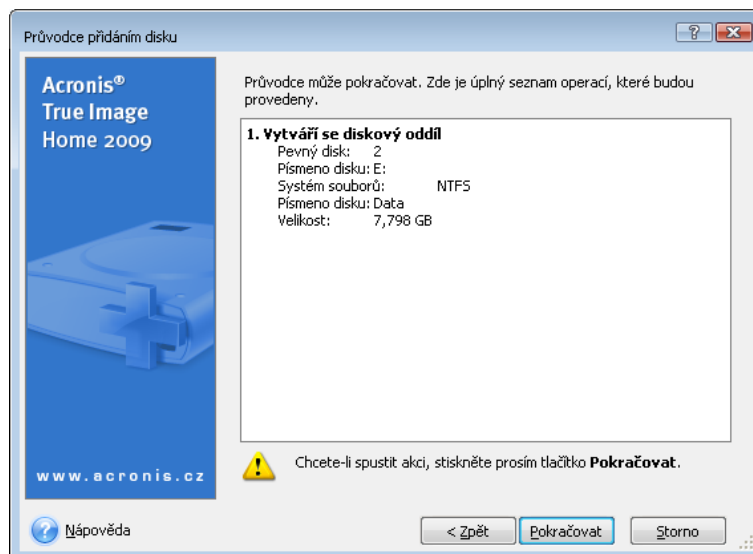 Průvodce přidáním disku
Acronis®
True Image
Home 2009
Průvodce může pokračovat. Zde je úplný seznam operací, které budou
provedeny.
1. Vytváří se diskový oddíl
Pevný disk: 2
Písmeno disku: E:
Systém souborů: NTFS
Písmeno disku: Data
Velikost: 7,798 GB
Chcete-li spustit akci, stiskněte prosím tlačítko Pokračovat.
www.acronis.cz
Nápověda
< Zpět
Pokračovat
Storno